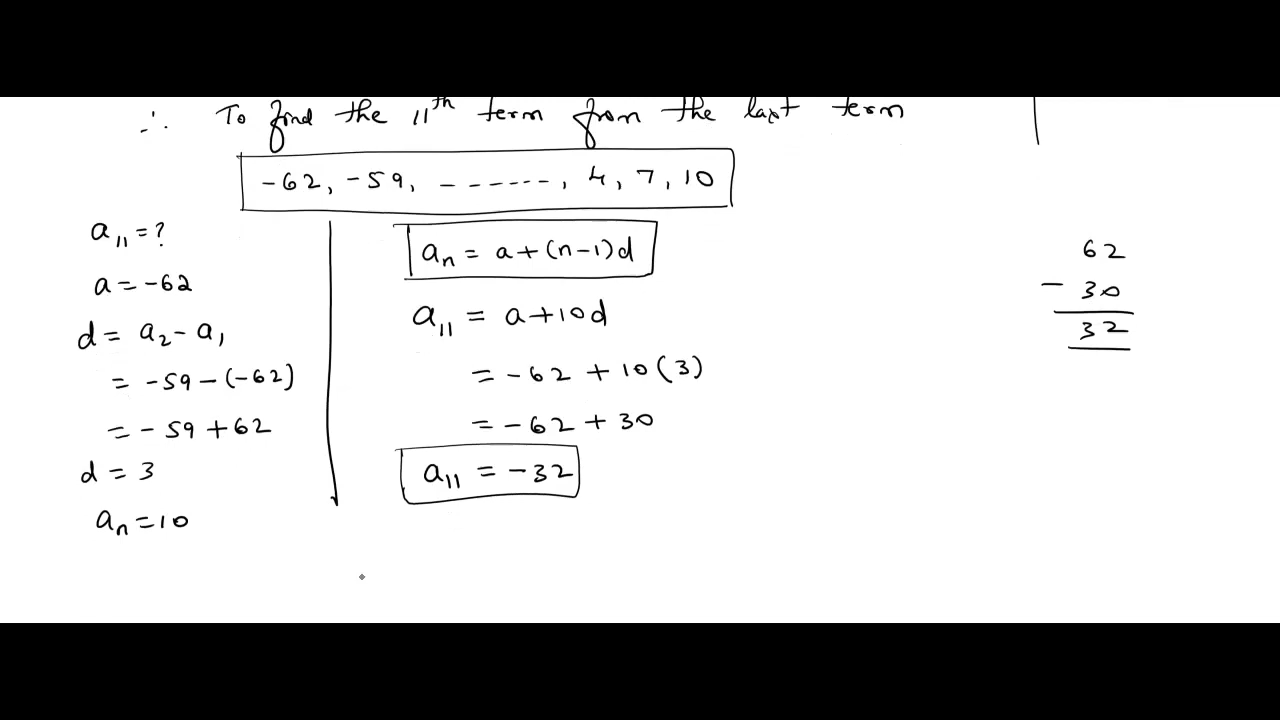 ∴ To find the 11th term from the last term
-62, -59, - - - - - - -, 4, 7, 10
a₁₁ = ?
a = -62
d = a₂ - a₁
= -59 - (-62)
= -59 + 62
d = 3
aₙ = 10
aₙ = a + (n-1)d
a₁₁ = a + 10d
= -62 + 10(3)
= -62 + 30
a₁₁ = -32
62
- 30
32